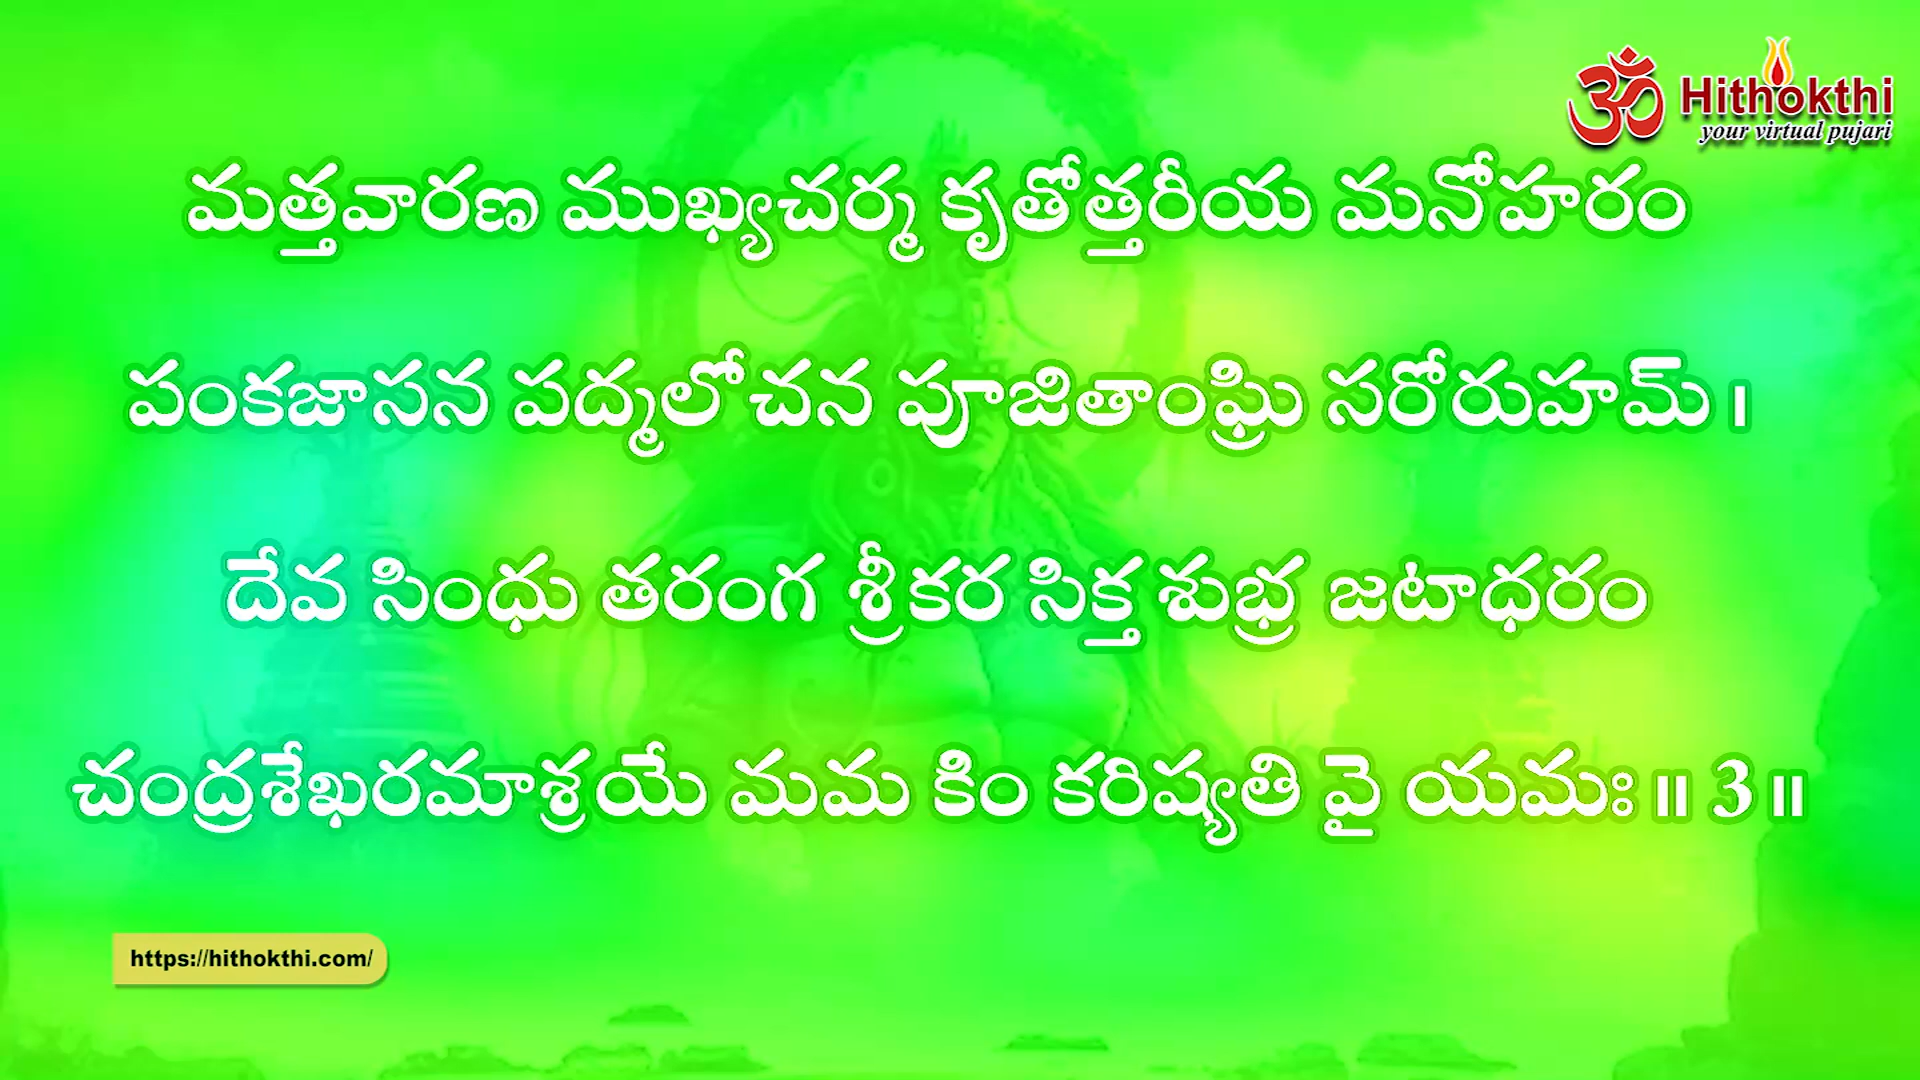 Hithokthi
your virtual pujari
మత్తవారణ ముఖ్యచర్మ కృతోత్తరీయ మనోహరం
పంకజాసన పద్మలోచన పూజితాంఘ్రి సరోరుహమ్ ।
దేవ సింధు తరంగ శ్రీకర సిక్త శుభ్ర జటాధరం
చంద్రశేఖరమాశ్రయే మమ కిం కరిష్యతి వై యమః ॥ 3 ॥
https://hithokthi.com/